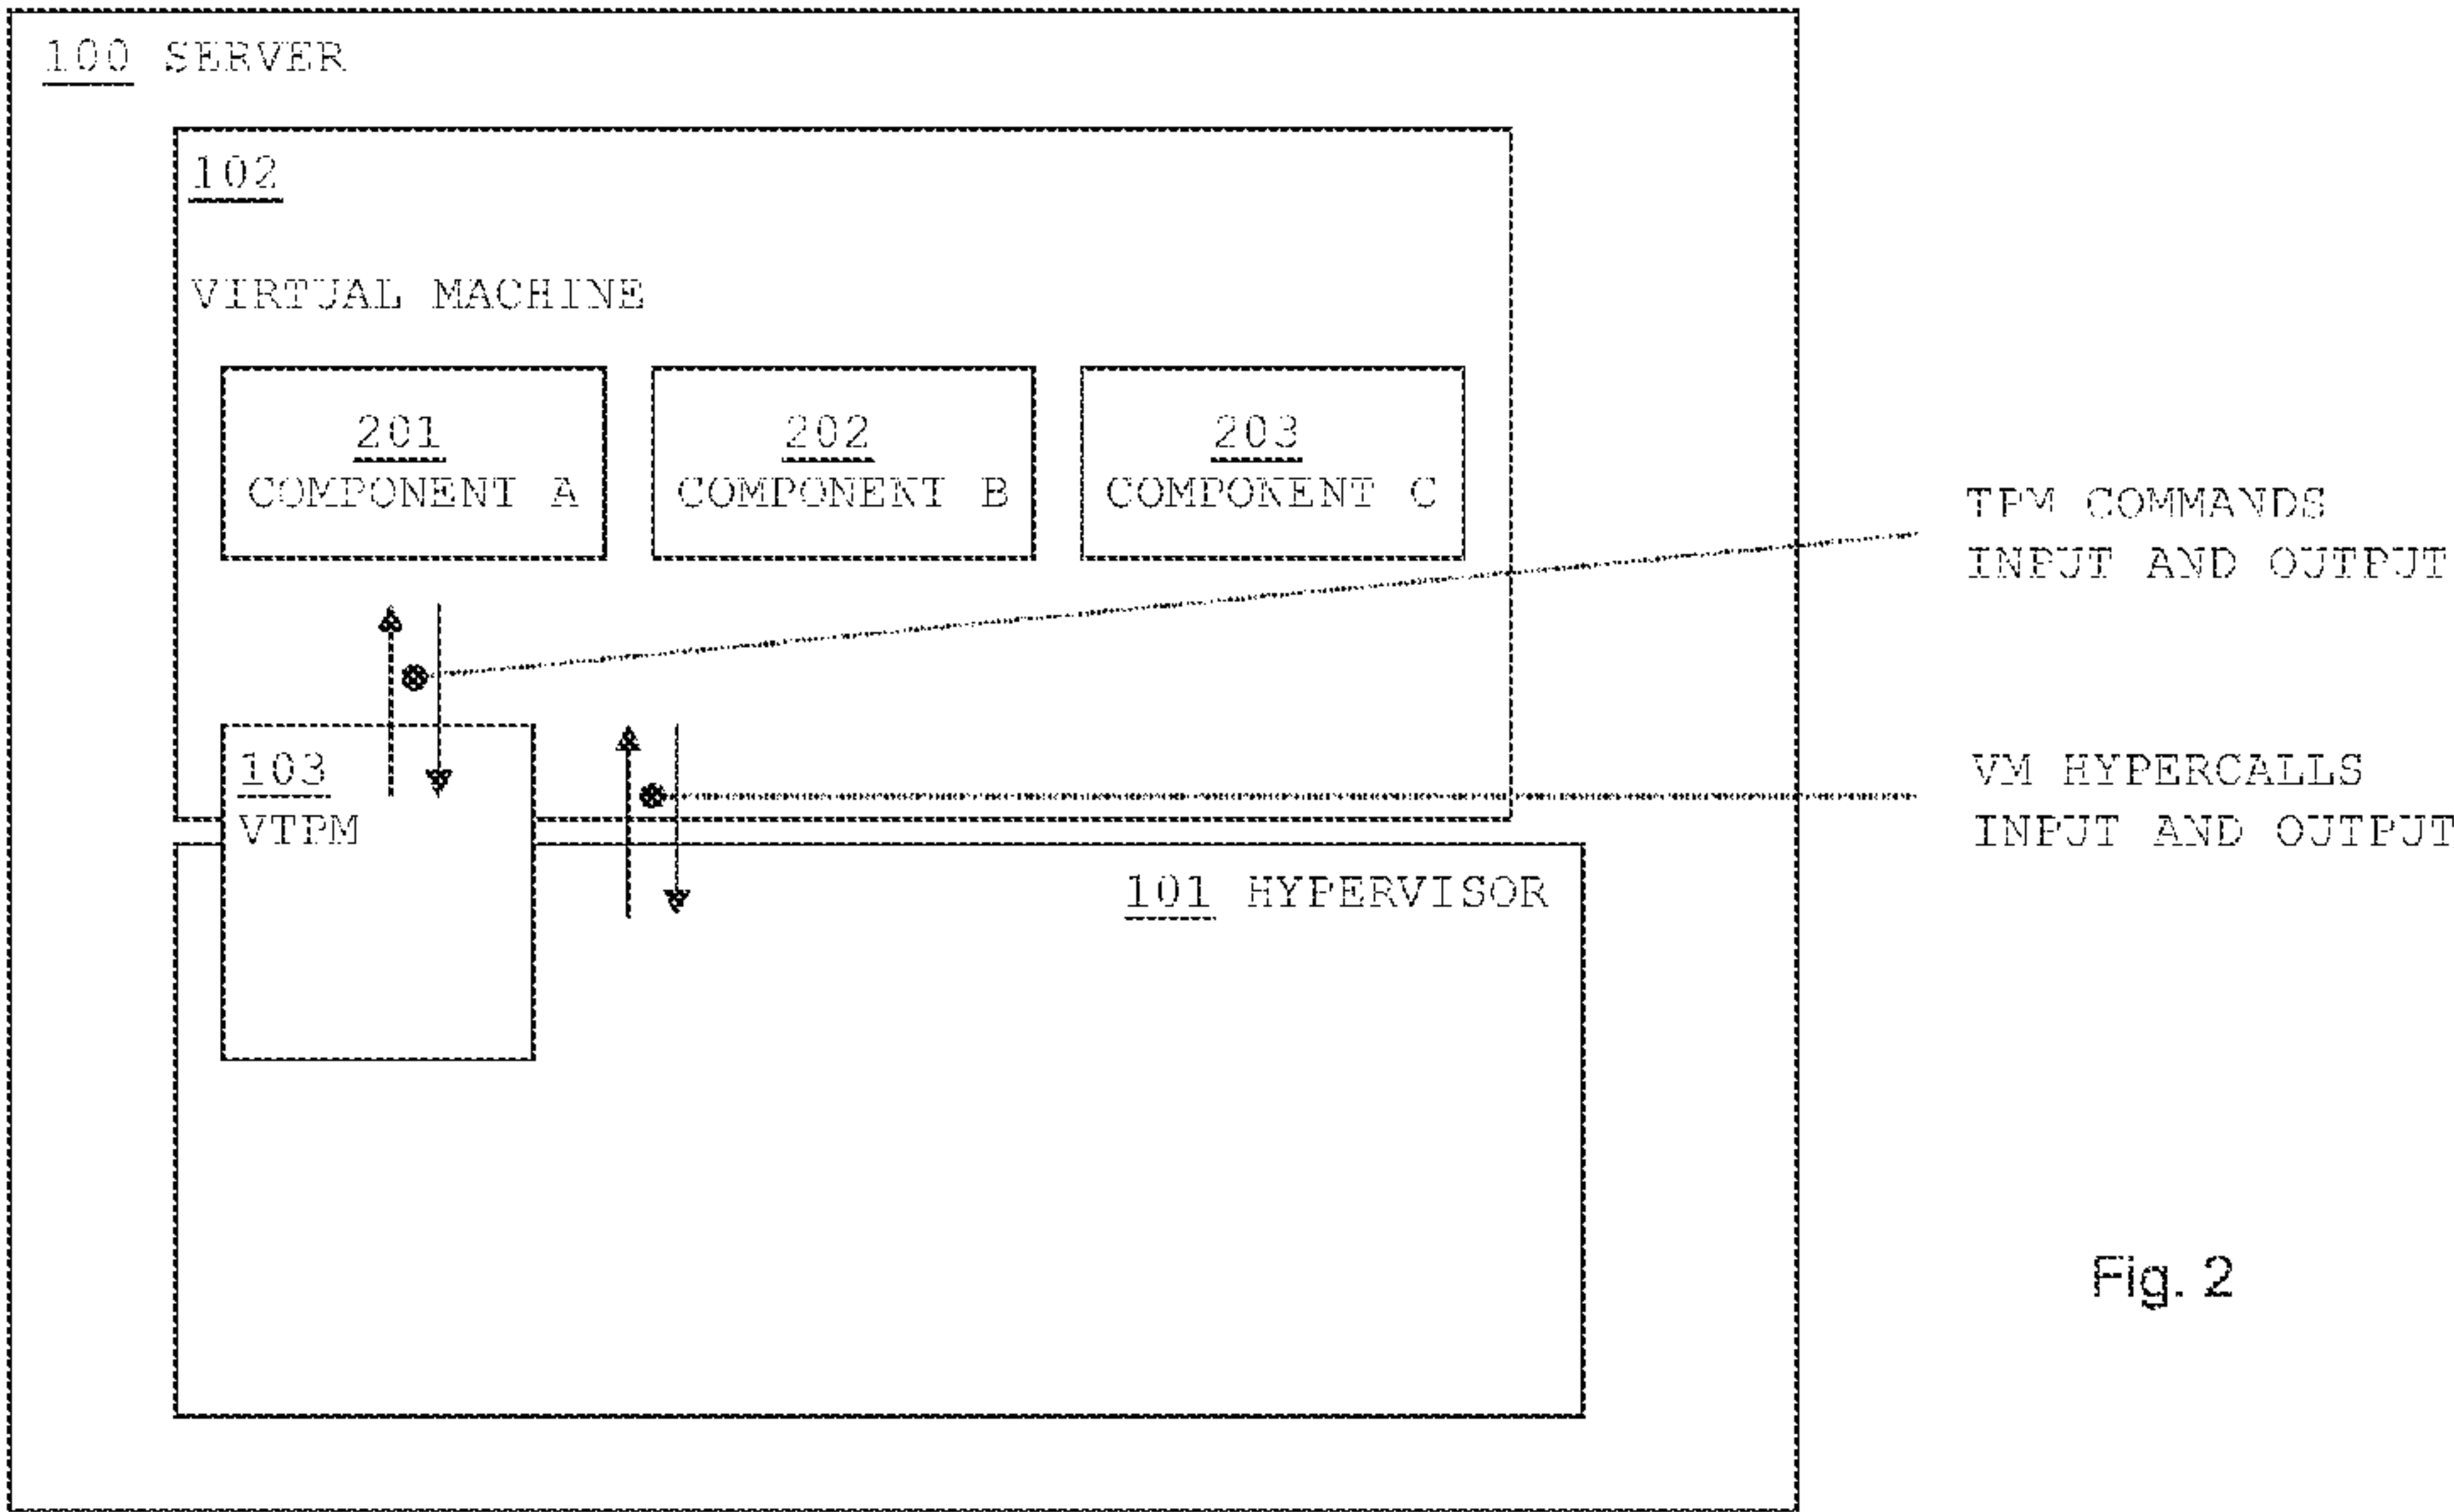 100 SERVER
102
VIRTUAL MACHINE
201
COMPONENT A
202
COMPONENT B
203
COMPONENT C
TPM COMMANDS
INPUT AND OUTPUT
103
VTPM
VM HYPERCALLS
INPUT AND OUTPUT
101 HYPERVISOR
Fig. 2